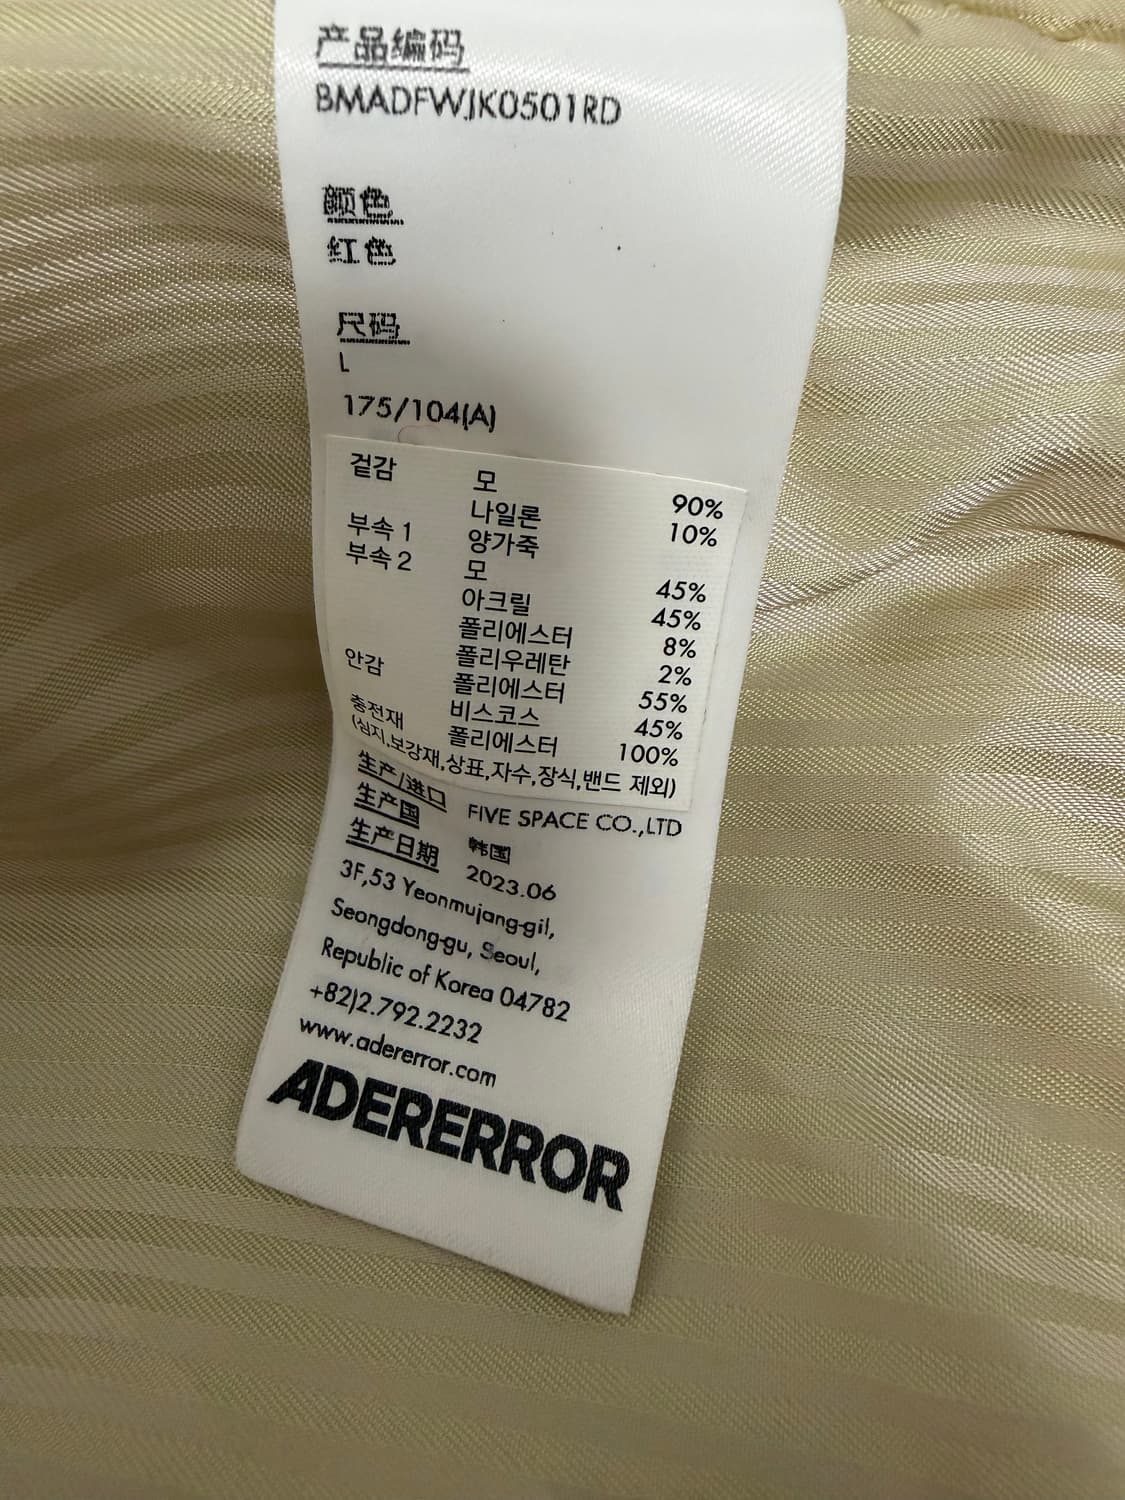 产品编码
BMADFWJK0501RD
颜色
红色
尺码
L
175/104(A)
겉감 모 90%
나일론 10%
부속 1 양가죽
부속 2 모 45%
아크릴 45%
폴리에스터 8%
폴리우레탄 2%
안감 폴리에스터 55%
비스코스 45%
충전재 폴리에스터 100%
(심지,보강재,상표,자수,장식,밴드 제외)
生产/进口 FIVE SPACE CO.,LTD
生产国 韩国
生产日期 2023.06
3F,53 Yeonmujang-gil,
Seongdong-gu, Seoul,
Republic of Korea 04782
+82)2.792.2232
www.adererror.com
ADERERROR